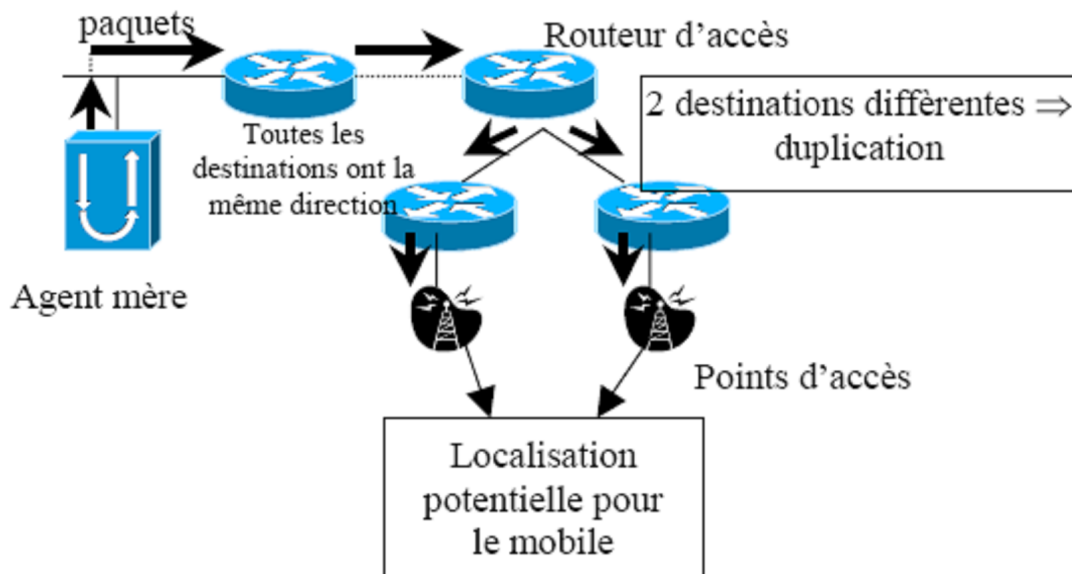 paquets
Routeur d'accès
2 destinations diffèrentes ⇒
duplication
Toutes les
destinations ont la
même direction
Agent mère
Points d'accès
Localisation
potentielle pour
le mobile